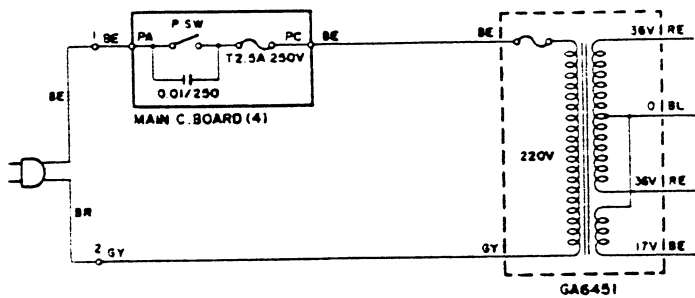 P SW
1 BE PA PC BE BE 36V RE
T2.5A 250V
BE 0.01/250
MAIN C.BOARD(4) 0 BL
220V
36V RE
BR
2 GY GY 17V BE
GA6451